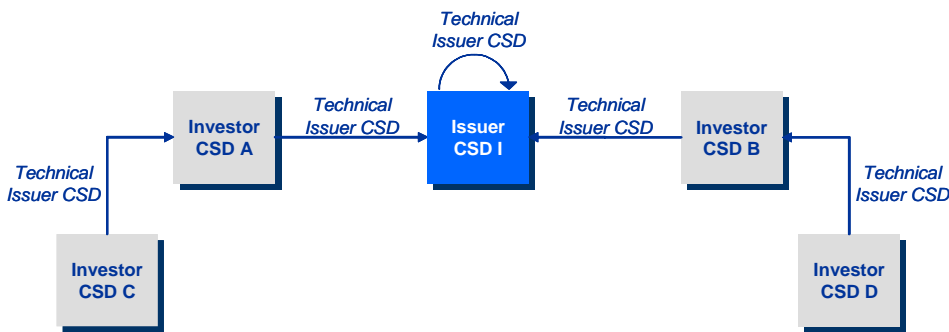 Technical
Issuer CSD
Technical
Issuer CSD
Technical
Issuer CSD
Investor
CSD A
Issuer
CSD I
Investor
CSD B
Technical
Issuer CSD
Technical
Issuer CSD
Investor
CSD C
Investor
CSD D